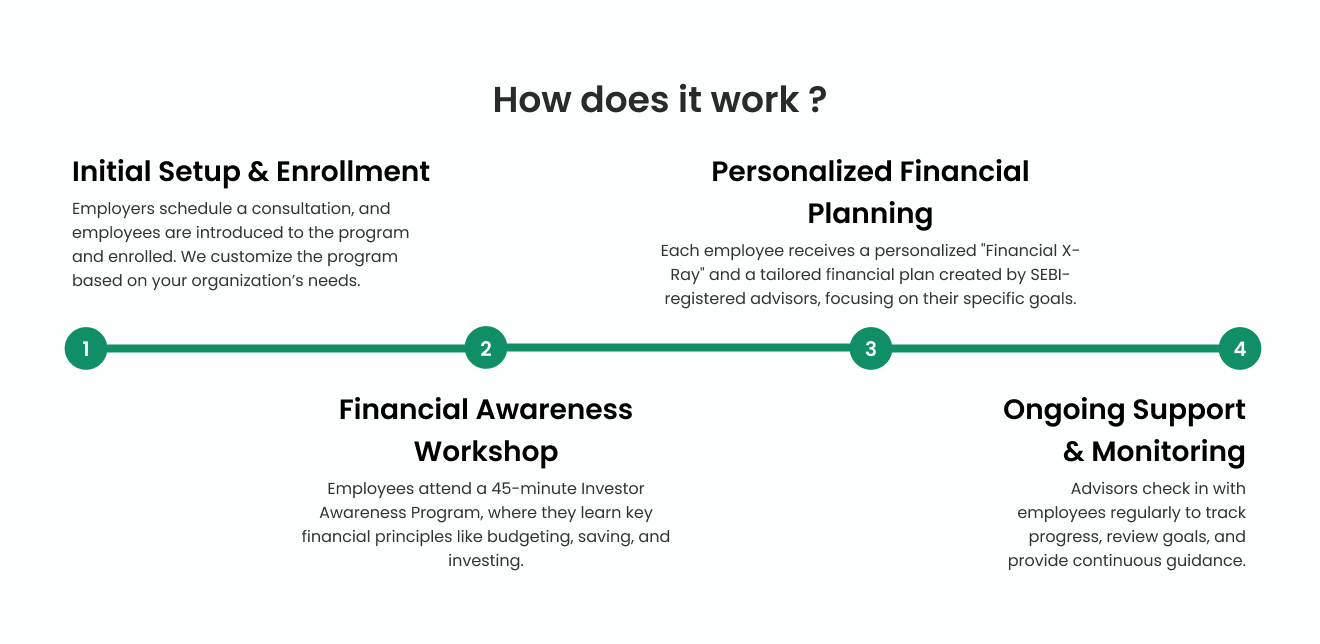 How does it work ?
Initial Setup & Enrollment
Employers schedule a consultation, and
employees are introduced to the program
and enrolled. We customize the program
based on your organization’s needs.
Personalized Financial
Planning
Each employee receives a personalized "Financial X-
Ray" and a tailored financial plan created by SEBI-
registered advisors, focusing on their specific goals.
1
2
3
4
Financial Awareness
Workshop
Employees attend a 45-minute Investor
Awareness Program, where they learn key
financial principles like budgeting, saving, and
investing.
Ongoing Support
& Monitoring
Advisors check in with
employees regularly to track
progress, review goals, and
provide continuous guidance.